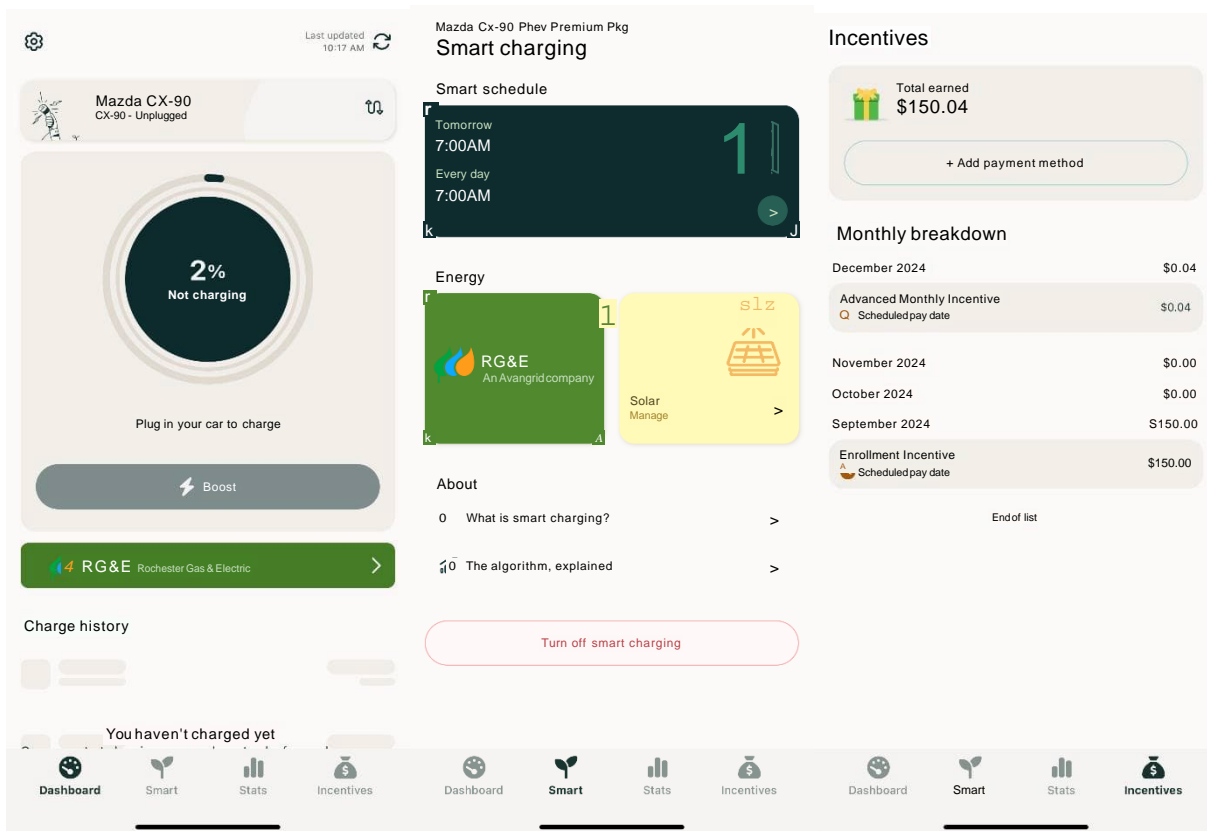 Last updated
10:17 AM
Mazda CX-90
CX-90 - Unplugged
2%
Not charging
Plug in your car to charge
Boost
4 RG&E Rochester Gas & Electric
Charge history
You haven't charged yet
Dashboard
Smart
Stats
Incentives
Mazda Cx-90 Phev Premium Pkg
Smart charging
Smart schedule
r
Tomorrow
7:00AM
1
Every day
7:00AM
>
k
J
Energy
r
1
RG&E
An Avangrid company
k
A
slz
Solar
Manage
>
About
0 What is smart charging?
>
0 The algorithm, explained
>
Turn off smart charging
Dashboard
Smart
Stats
Incentives
Incentives
Total earned
$150.04
+ Add payment method
Monthly breakdown
December 2024 $0.04
Advanced Monthly Incentive
Q Scheduled pay date
$0.04
November 2024 $0.00
October 2024 $0.00
September 2024 S150.00
Enrollment Incentive
A Scheduled pay date
$150.00
End of list
Dashboard
Smart
Stats
Incentives